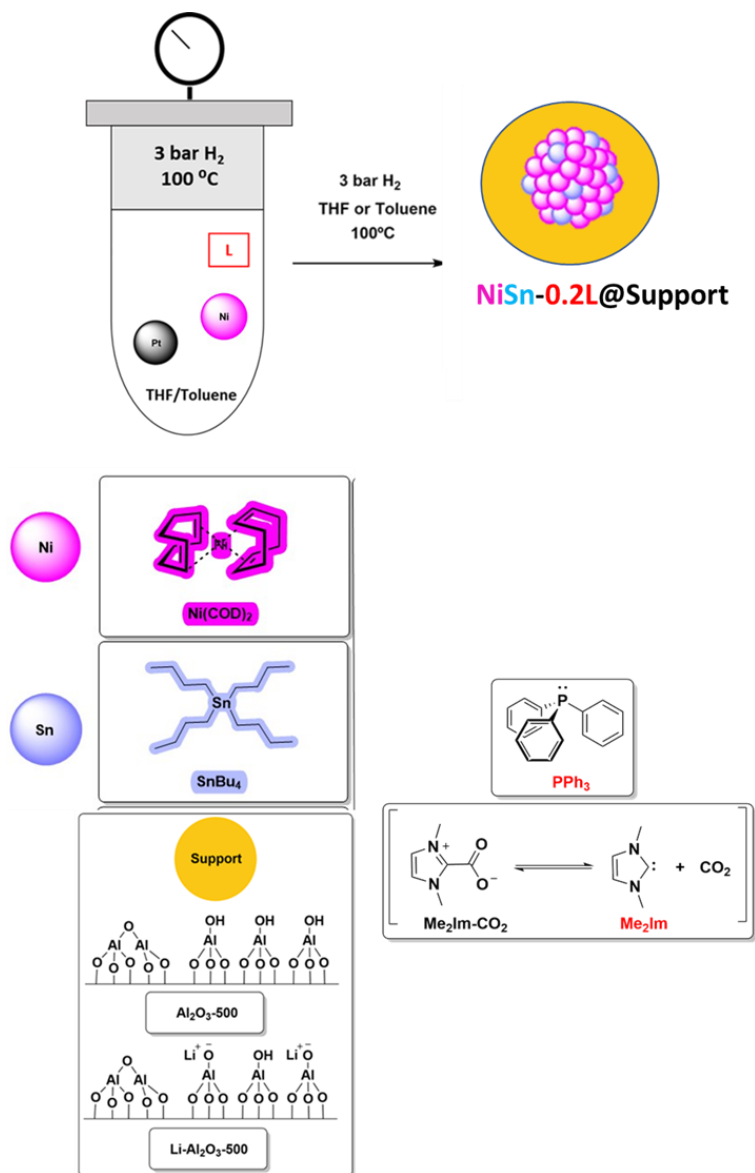 3 bar H₂
100 ⁰C
L
Ni
Pt
THF/Toluene
3 bar H₂
THF or Toluene
100ºC
NiSn-0.2L@Support
Ni
Ni(COD)₂
Sn
Sn
SnBu₄
P
PPh₃
Support
O
Al Al
O O O O
OH OH OH
Al Al Al
O O O O O O O O O
Al₂O₃-500
O
Al Al
O O O O
Li⁺ ⁻O OH Li⁺ ⁻O
Al Al Al
O O O O O O O O O
Li-Al₂O₃-500
N⁺ O
N O⁻
Me₂Im-CO₂
N
N
+ CO₂
Me₂Im